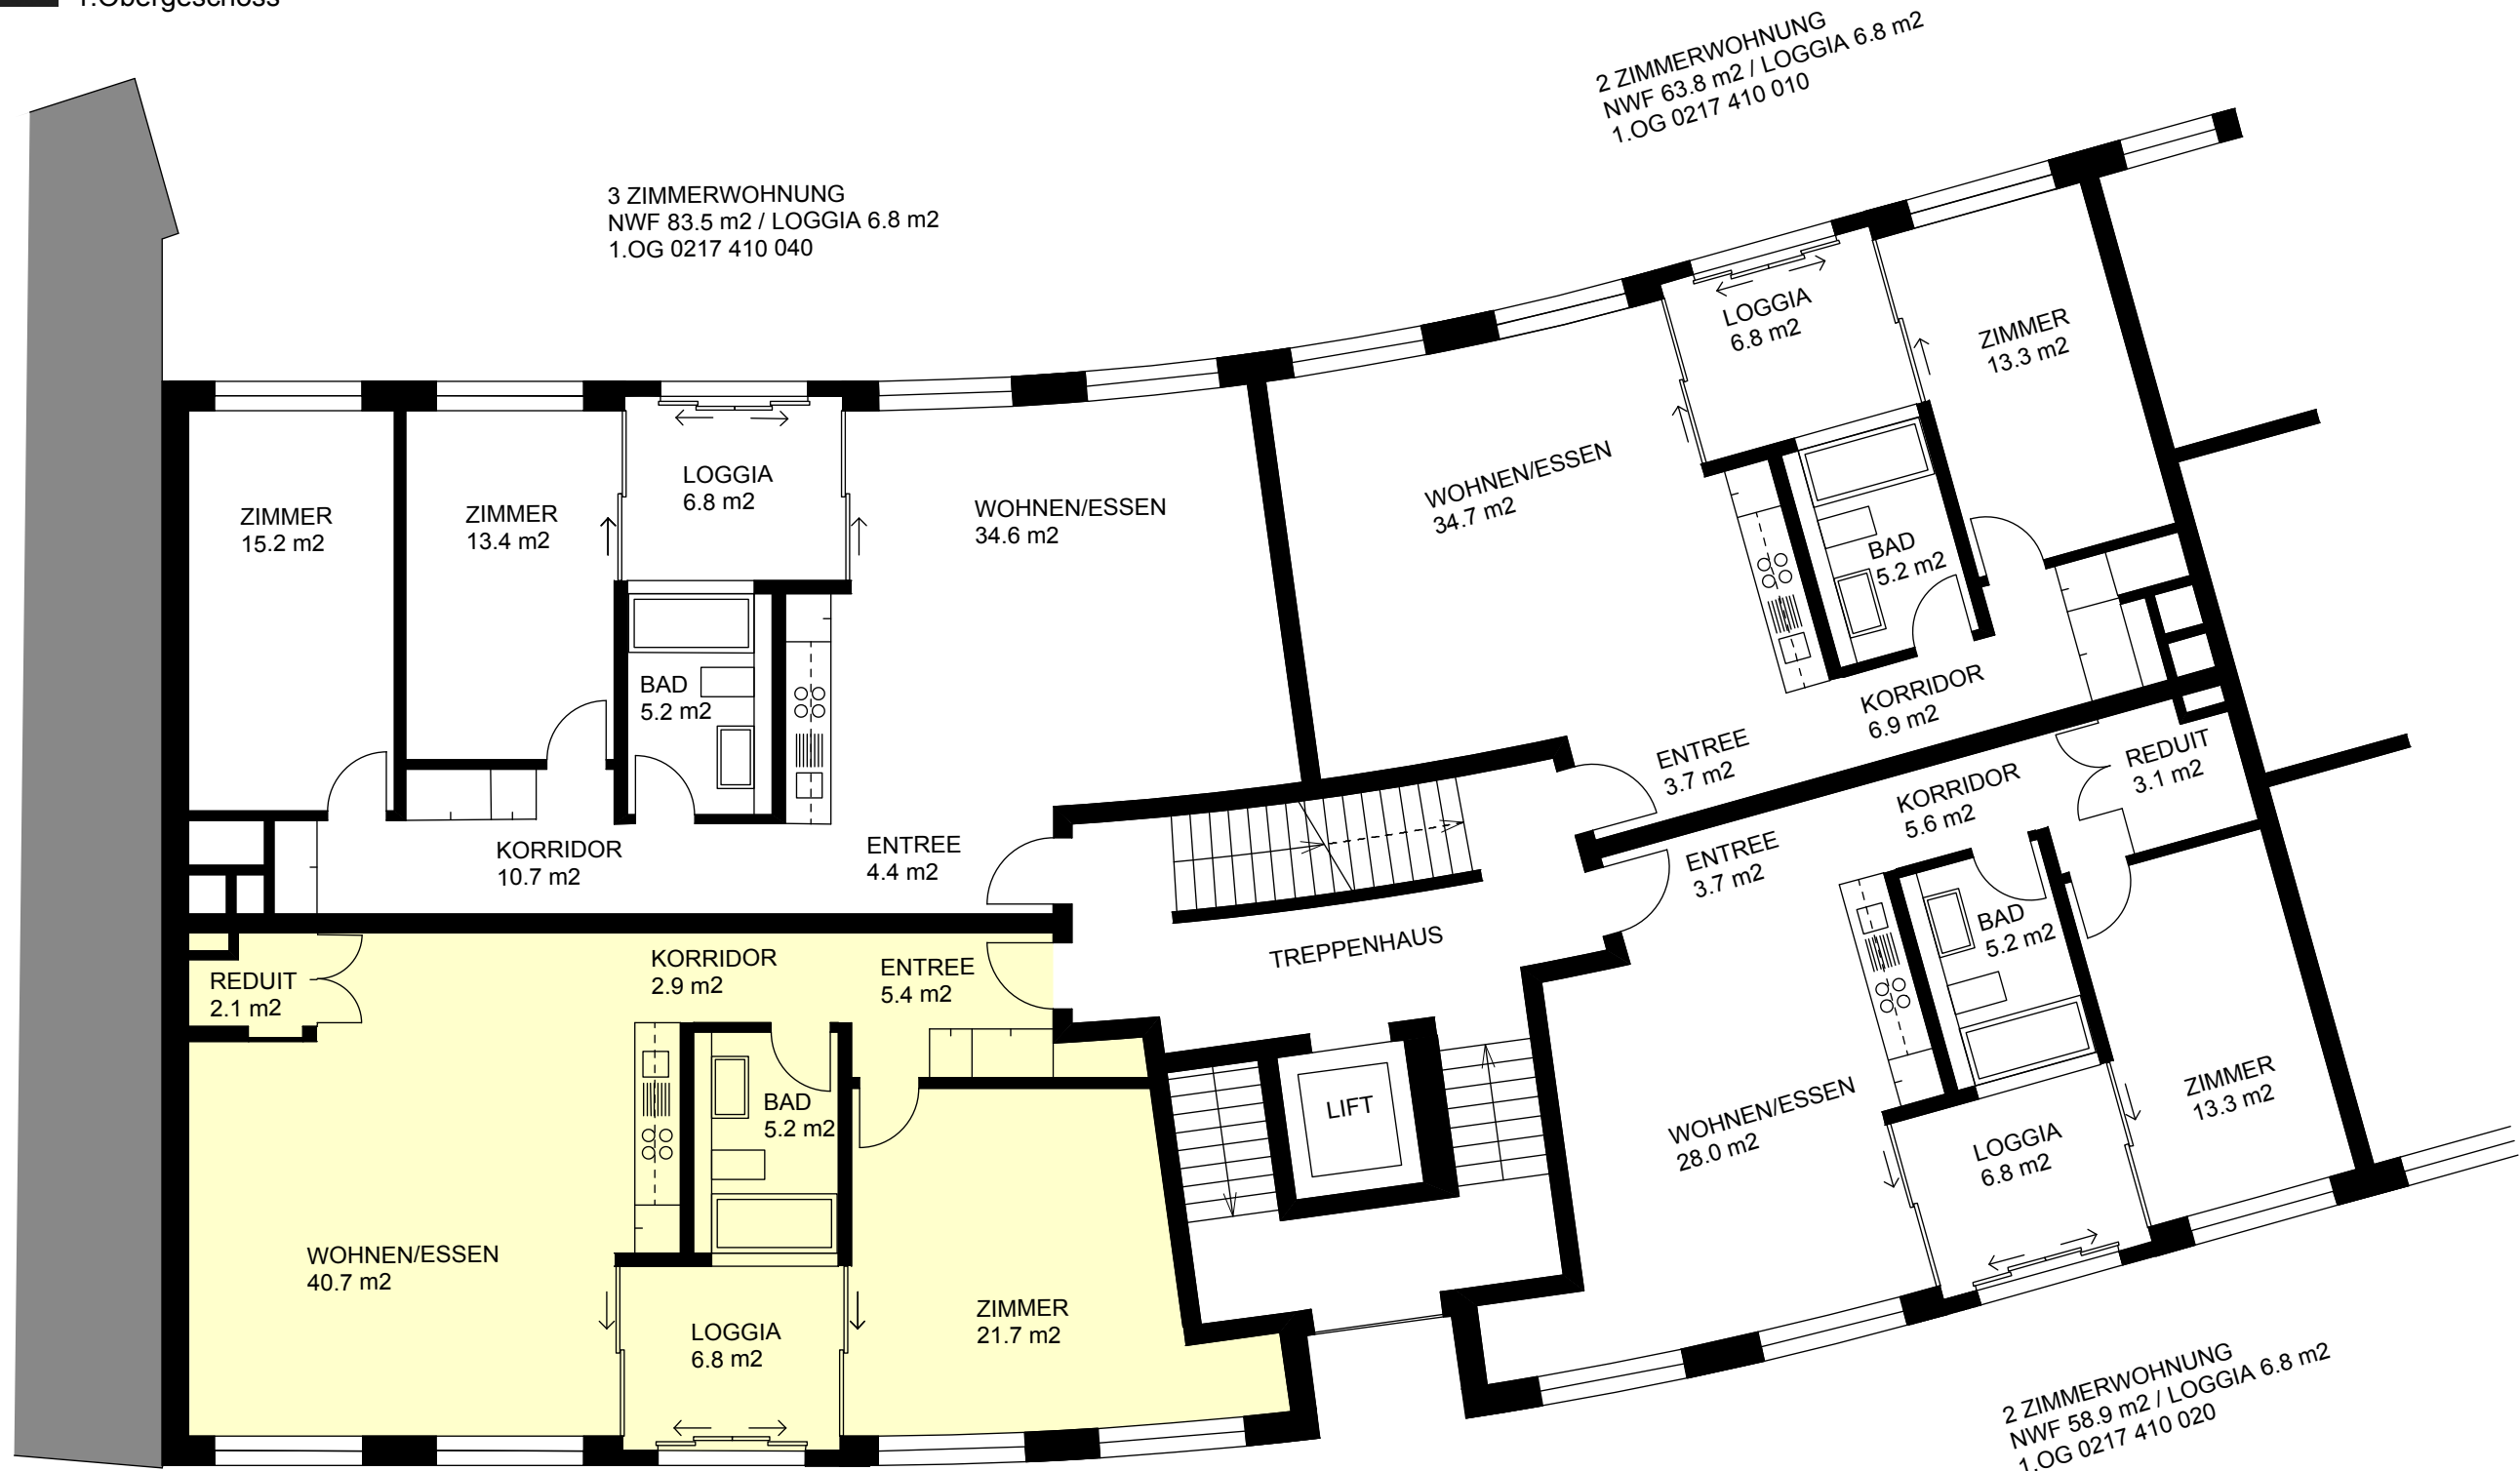 1.Obergeschoss
2 ZIMMERWOHNUNG
NWF 63.8 m2 / LOGGIA 6.8 m2
1.OG 0217 410 010
3 ZIMMERWOHNUNG
NWF 83.5 m2 / LOGGIA 6.8 m2
1.OG 0217 410 040
ZIMMER
15.2 m2
ZIMMER
13.4 m2
LOGGIA
6.8 m2
WOHNEN/ESSEN
34.6 m2
BAD
5.2 m2
KORRIDOR
10.7 m2
ENTREE
4.4 m2
WOHNEN/ESSEN
34.7 m2
LOGGIA
6.8 m2
ZIMMER
13.3 m2
BAD
5.2 m2
KORRIDOR
6.9 m2
ENTREE
3.7 m2
REDUIT
3.1 m2
KORRIDOR
5.6 m2
ENTREE
3.7 m2
BAD
5.2 m2
WOHNEN/ESSEN
28.0 m2
LOGGIA
6.8 m2
ZIMMER
13.3 m2
TREPPENHAUS
LIFT
REDUIT
2.1 m2
KORRIDOR
2.9 m2
ENTREE
5.4 m2
BAD
5.2 m2
WOHNEN/ESSEN
40.7 m2
LOGGIA
6.8 m2
ZIMMER
21.7 m2
2 ZIMMERWOHNUNG
NWF 58.9 m2 / LOGGIA 6.8 m2
1.OG 0217 410 020